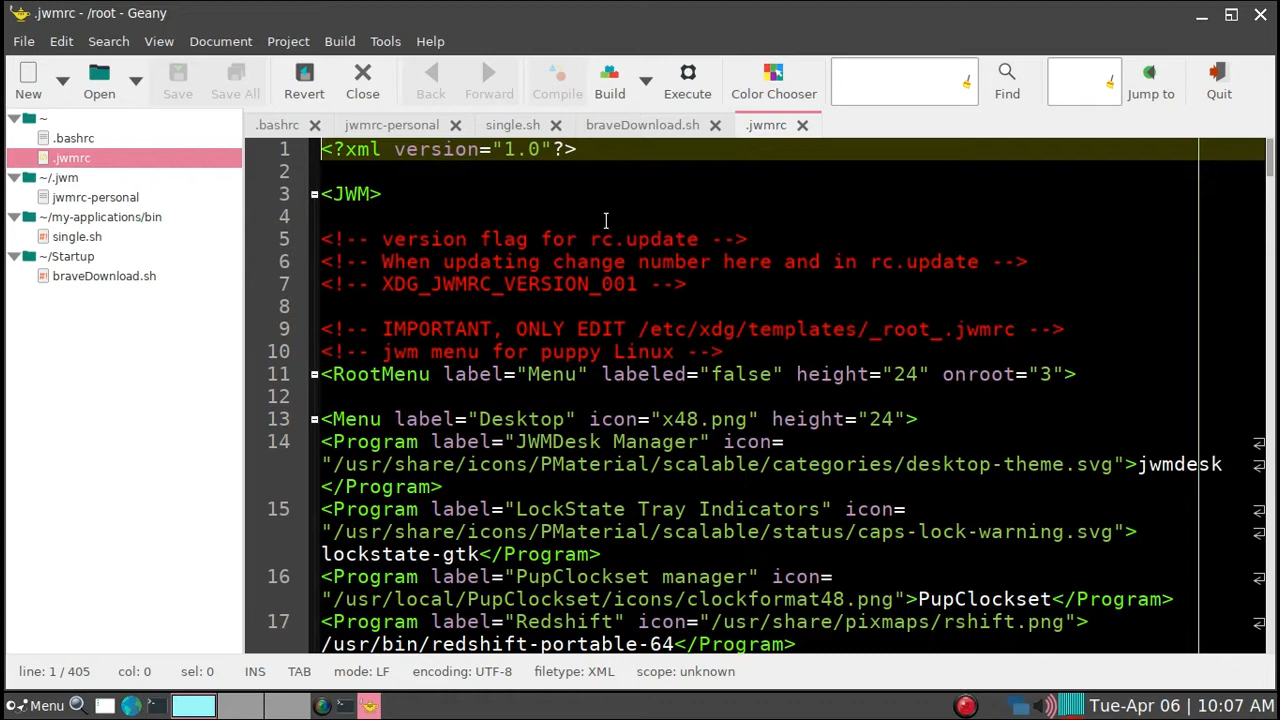 .jwmrc - /root - Geany
File Edit Search View Document Project Build Tools Help
New Open Save Save All Revert Close Back Forward Compile Build Execute Color Chooser Find Jump to Quit
~
.bashrc
.jwmrc
~/.jwm
jwmrc-personal
~/my-applications/bin
single.sh
~/Startup
braveDownload.sh
.bashrc jwmrc-personal single.sh braveDownload.sh .jwmrc
1 <?xml version="1.0"?>
2
3 <JWM>
4
5 <!-- version flag for rc.update -->
6 <!-- When updating change number here and in rc.update -->
7 <!-- XDG_JWMRC_VERSION_001 -->
8
9 <!-- IMPORTANT, ONLY EDIT /etc/xdg/templates/_root_.jwmrc -->
10 <!-- jwm menu for puppy Linux -->
11 <RootMenu label="Menu" labeled="false" height="24" onroot="3">
12
13 <Menu label="Desktop" icon="x48.png" height="24">
14 <Program label="JWMDesk Manager" icon=
"/usr/share/icons/PMaterial/scalable/categories/desktop-theme.svg">jwmdesk
</Program>
15 <Program label="LockState Tray Indicators" icon=
"/usr/share/icons/PMaterial/scalable/status/caps-lock-warning.svg">
lockstate-gtk</Program>
16 <Program label="PupClockset manager" icon=
"/usr/local/PupClockset/icons/clockformat48.png">PupClockset</Program>
17 <Program label="Redshift" icon="/usr/share/pixmaps/rshift.png">
/usr/bin/redshift-portable-64</Program>
line: 1 / 405 col: 0 sel: 0 INS TAB mode: LF encoding: UTF-8 filetype: XML scope: unknown
Menu Tue-Apr 06 | 10:07 AM